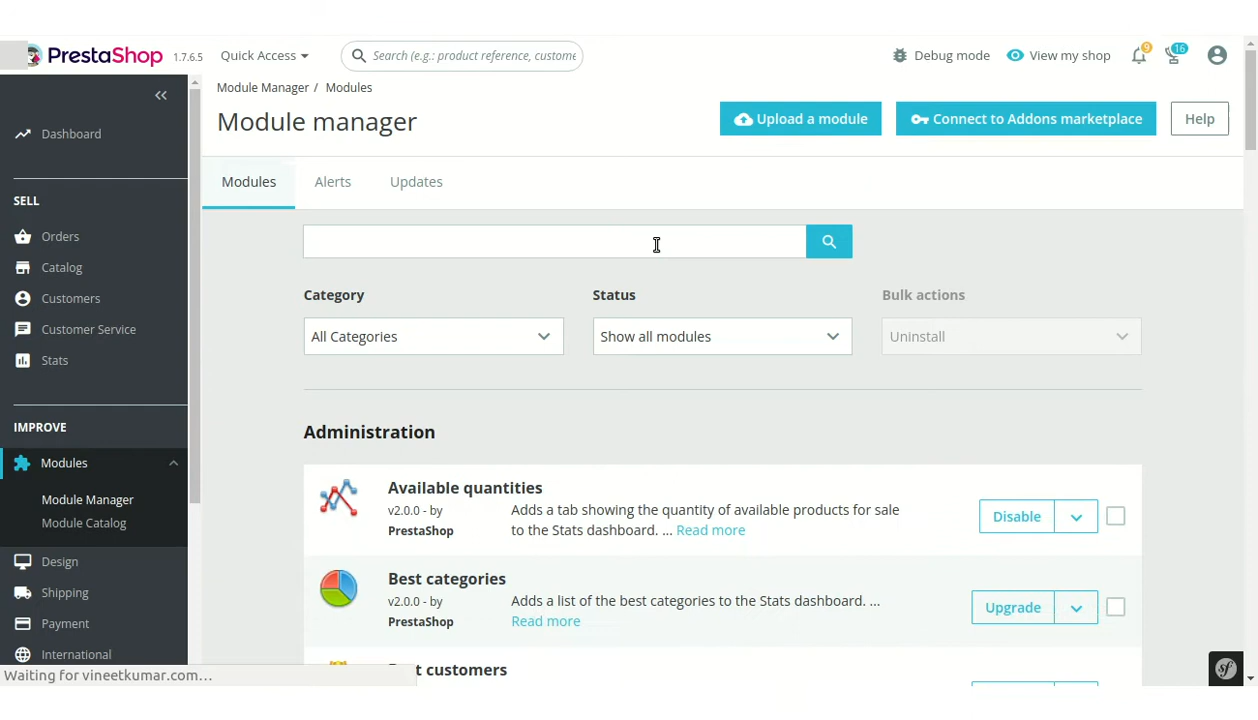 PrestaShop 1.7.6.5 Quick Access Search (e.g.: product reference, custome Debug mode View my shop 9 16
Module Manager / Modules
Module manager
Upload a module
Connect to Addons marketplace
Help
Modules Alerts Updates
Dashboard
SELL
Orders
Catalog
Customers
Customer Service
Stats
IMPROVE
Modules
Module Manager
Module Catalog
Design
Shipping
Payment
International
Category
All Categories
Status
Show all modules
Bulk actions
Uninstall
Administration
Available quantities
v2.0.0 - by
PrestaShop
Adds a tab showing the quantity of available products for sale
to the Stats dashboard. ... Read more
Disable
Best categories
v2.0.0 - by
PrestaShop
Adds a list of the best categories to the Stats dashboard. ...
Read more
Upgrade
customers
Waiting for vineetkumar.com...
sf